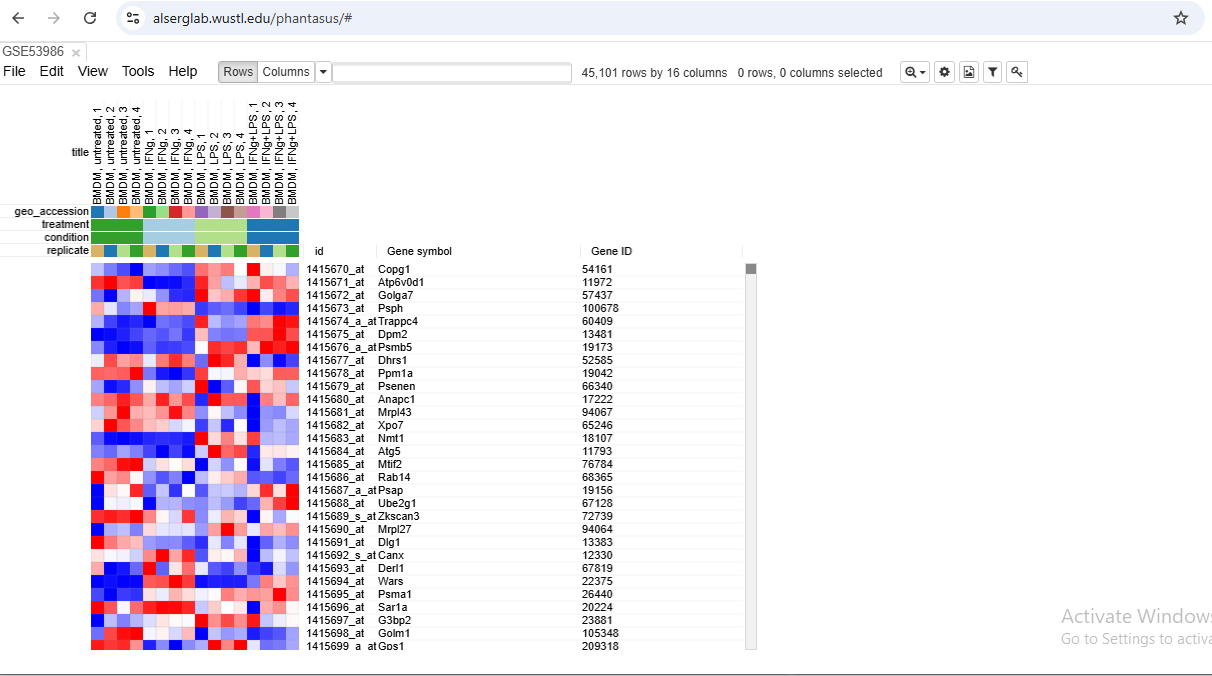 alserglab.wustl.edu/phantasus/#
GSE53986 ×
File Edit View Tools Help Rows Columns 45,101 rows by 16 columns 0 rows, 0 columns selected
title
BMDM, untreated, 1
BMDM, untreated, 2
BMDM, untreated, 3
BMDM, untreated, 4
BMDM, IFNg, 1
BMDM, IFNg, 2
BMDM, IFNg, 3
BMDM, IFNg, 4
BMDM, LPS, 1
BMDM, LPS, 2
BMDM, LPS, 3
BMDM, LPS, 4
BMDM, IFNg+LPS, 1
BMDM, IFNg+LPS, 2
BMDM, IFNg+LPS, 3
BMDM, IFNg+LPS, 4
geo_accession
treatment
condition
replicate
id Gene symbol Gene ID
1415670_at Copg1 54161
1415671_at Atp6v0d1 11972
1415672_at Golga7 57437
1415673_at Psph 100678
1415674_a_at Trappc4 60409
1415675_at Dpm2 13481
1415676_a_at Psmb5 19173
1415677_at Dhrs1 52585
1415678_at Ppm1a 19042
1415679_at Psenen 66340
1415680_at Anapc1 17222
1415681_at Mrpl43 94067
1415682_at Xpo7 65246
1415683_at Nmt1 18107
1415684_at Atg5 11793
1415685_at Mtif2 76784
1415686_at Rab14 68365
1415687_a_at Psap 19156
1415688_at Ube2g1 67128
1415689_s_at Zkscan3 72739
1415690_at Mrpl27 94064
1415691_at Dlg1 13383
1415692_s_at Canx 12330
1415693_at Derl1 67819
1415694_at Wars 22375
1415695_at Psma1 26440
1415696_at Sar1a 20224
1415697_at G3bp2 23881
1415698_at Golm1 105348
1415699_a_at Gps1 209318
Activate Windows
Go to Settings to activa